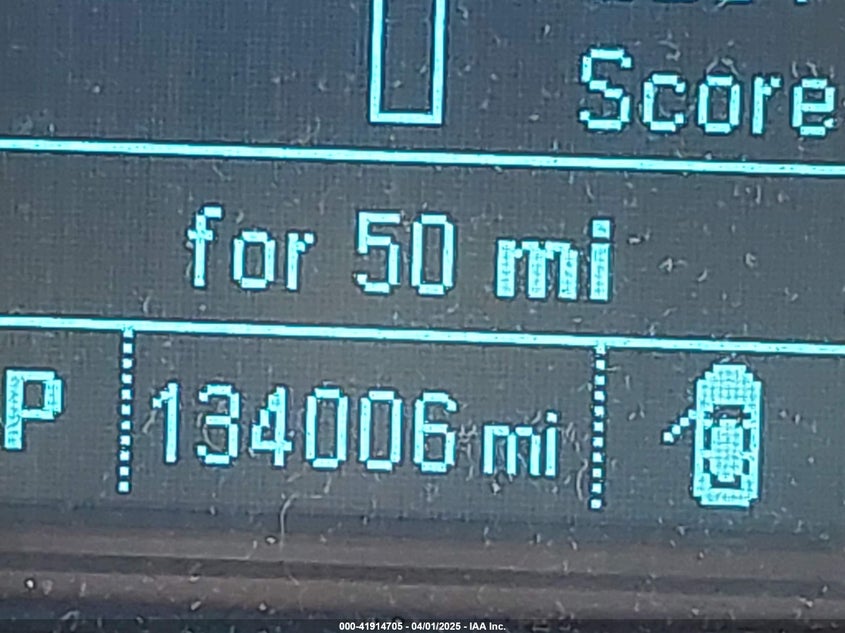 Score
for 50 mi
P 134006 mi
000-41914705 - 04/01/2025 - IAA Inc.